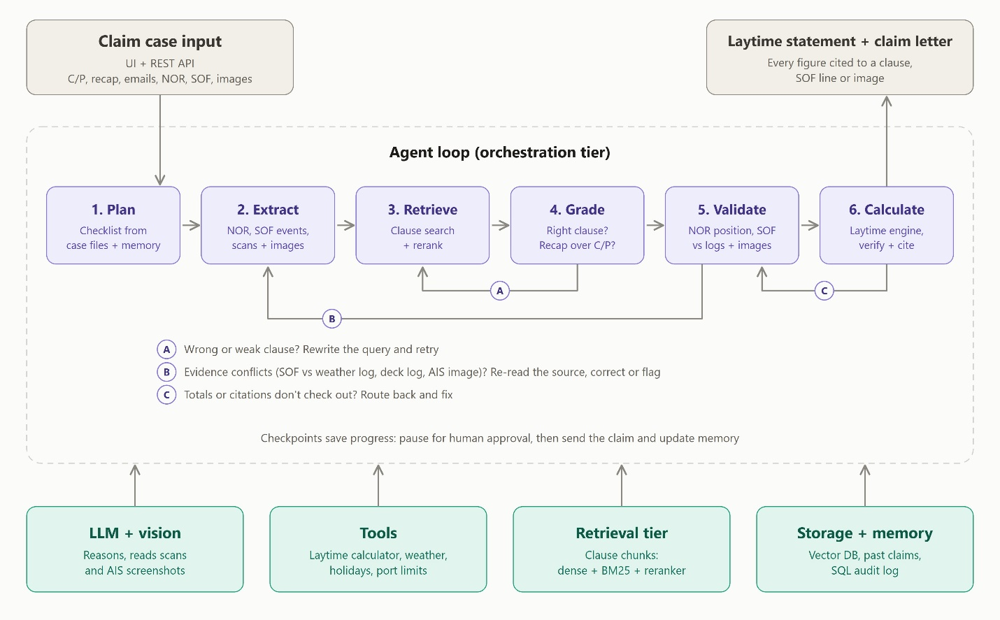 Claim case input
UI + REST API
C/P, recap, emails, NOR, SOF, images
Laytime statement + claim letter
Every figure cited to a clause,
SOF line or image
Agent loop (orchestration tier)
1. Plan
Checklist from
case files + memory
2. Extract
NOR, SOF events,
scans + images
3. Retrieve
Clause search
+ rerank
4. Grade
Right clause?
Recap over C/P?
5. Validate
NOR position, SOF
vs logs + images
6. Calculate
Laytime engine,
verify + cite
A
C
B
A Wrong or weak clause? Rewrite the query and retry
B Evidence conflicts (SOF vs weather log, deck log, AIS image)? Re-read the source, correct or flag
C Totals or citations don't check out? Route back and fix
Checkpoints save progress: pause for human approval, then send the claim and update memory
LLM + vision
Reasons, reads scans
and AIS screenshots
Tools
Laytime calculator, weather,
holidays, port limits
Retrieval tier
Clause chunks:
dense + BM25 + reranker
Storage + memory
Vector DB, past claims,
SQL audit log